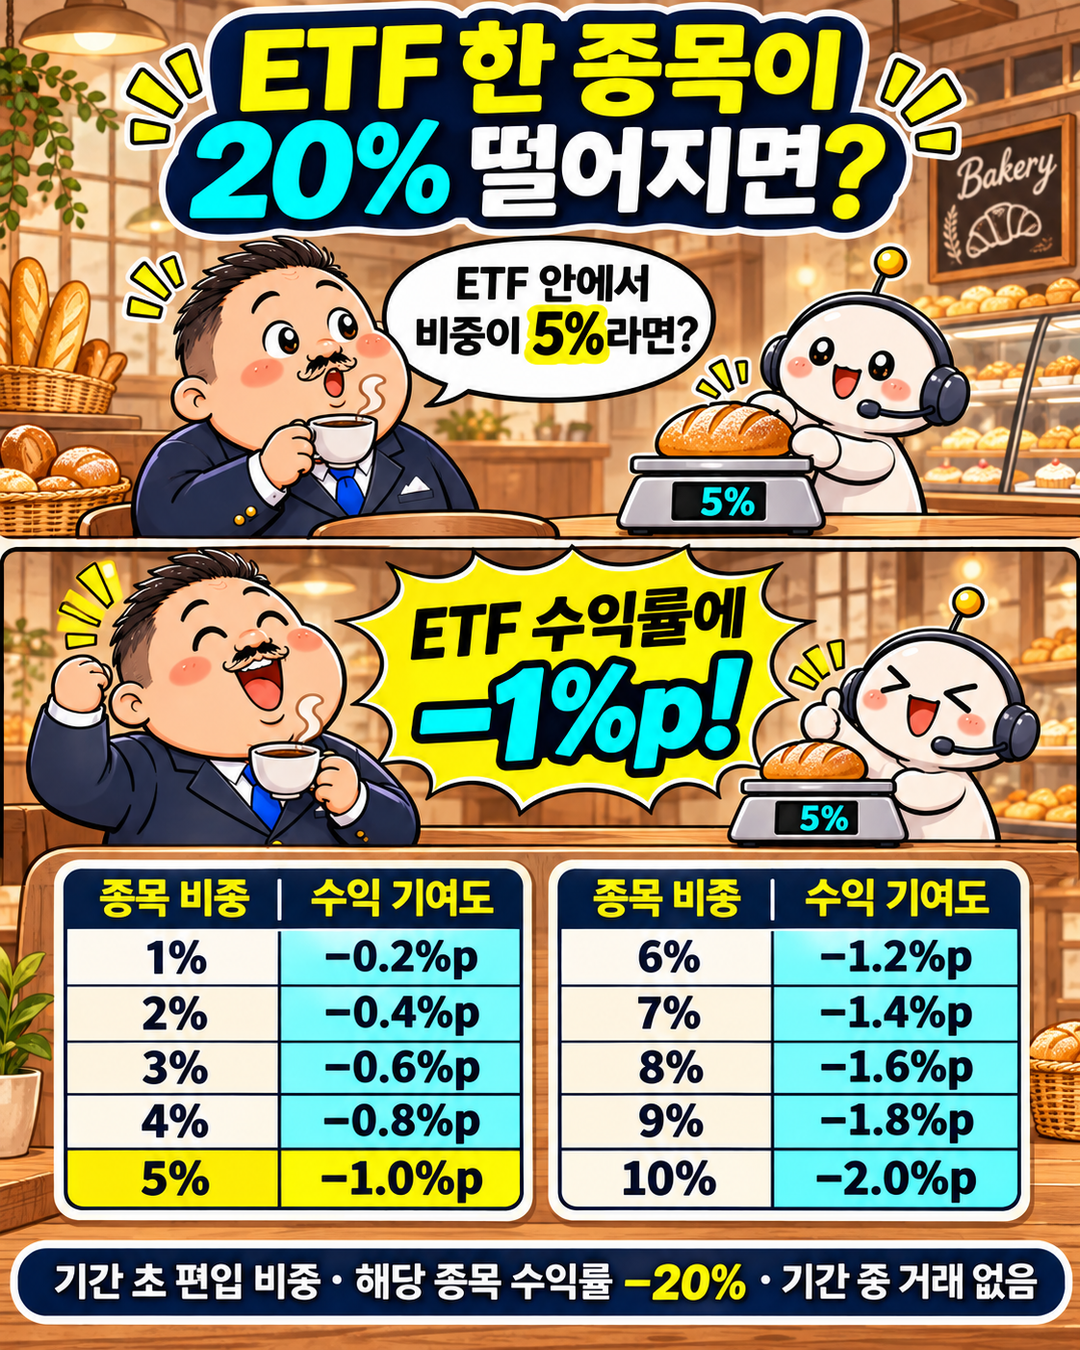 ETF 한 종목이
20% 떨어지면?
Bakery
ETF 안에서
비중이 5%라면?
5%
ETF 수익률에
−1%p!
5%
종목 비중 | 수익 기여도
1% −0.2%p
2% −0.4%p
3% −0.6%p
4% −0.8%p
5% −1.0%p
종목 비중 | 수익 기여도
6% −1.2%p
7% −1.4%p
8% −1.6%p
9% −1.8%p
10% −2.0%p
기간 초 편입 비중 · 해당 종목 수익률 −20% · 기간 중 거래 없음